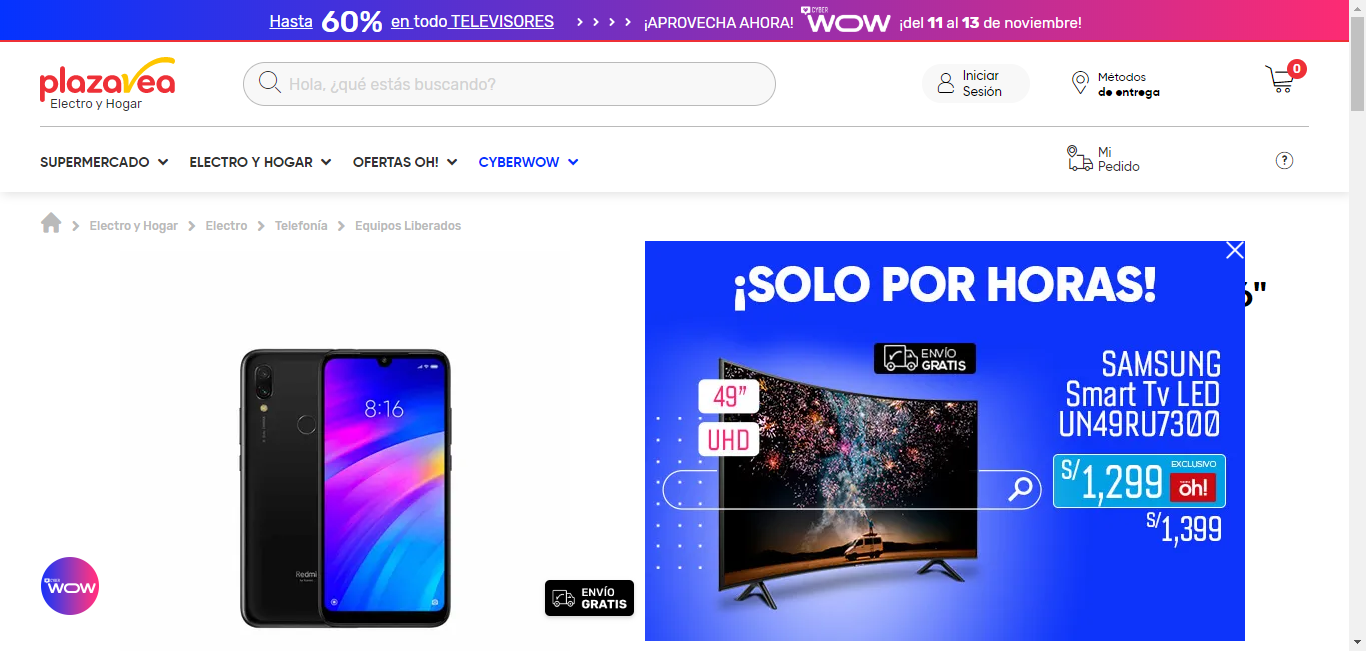 Hasta 60% en todo TELEVISORES > > > > ¡APROVECHA AHORA! CYBER WOW ¡del 11 al 13 de noviembre!
plazavea
Electro y Hogar
Hola, ¿qué estás buscando?
Iniciar
Sesión
Métodos
de entrega
0
SUPERMERCADO
ELECTRO Y HOGAR
OFERTAS OH!
CYBERWOW
Mi
Pedido
?
Electro y Hogar > Electro > Telefonía > Equipos Liberados
8:16
Redmi
CYBER
WOW
ENVÍO
GRATIS
¡SOLO POR HORAS!
6"
ENVÍO
GRATIS
49"
UHD
SAMSUNG
Smart Tv LED
UN49RU7300
S/1,299
EXCLUSIVO
oh!
S/1,399